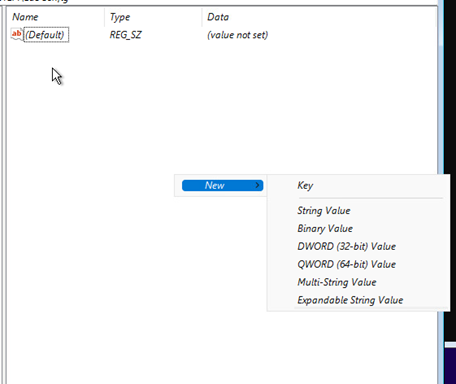 Name Type Data
ab (Default) REG_SZ (value not set)
New
Key
String Value
Binary Value
DWORD (32-bit) Value
QWORD (64-bit) Value
Multi-String Value
Expandable String Value